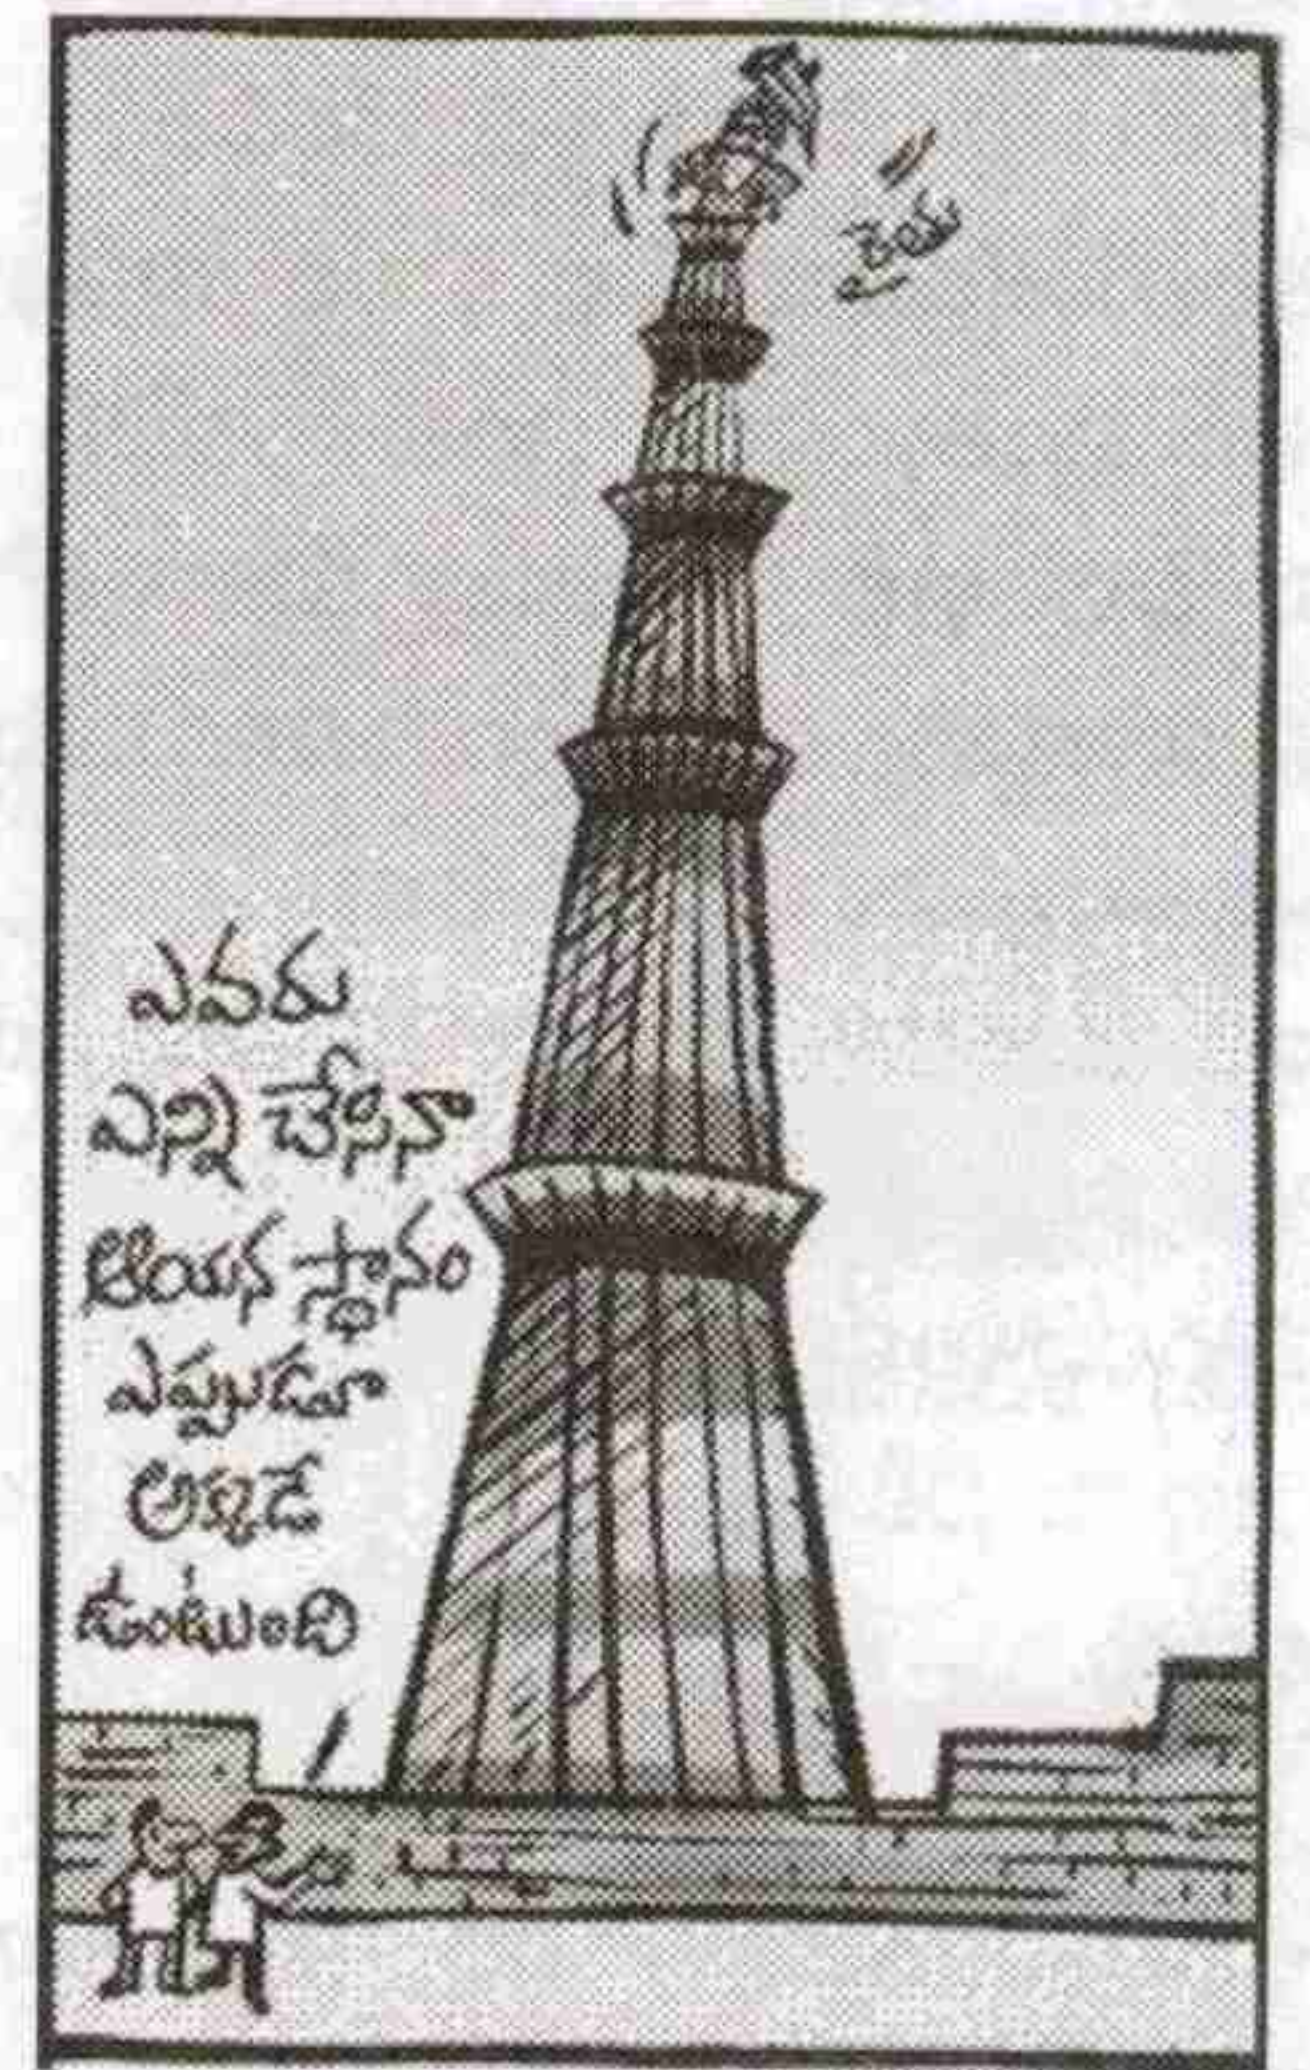 ఎవరు
ఎన్ని చేసినా
ఆయన స్థానం
ఎప్పుడూ
అక్కడే
ఉంటుంది